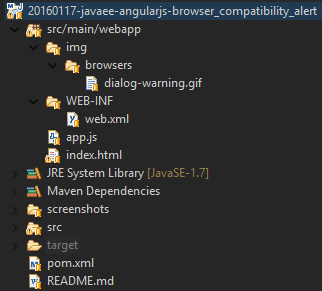 20160117-javaee-angularjs-browser_compatibility_alert
src/main/webapp
img
browsers
dialog-warning.gif
WEB-INF
web.xml
app.js
index.html
JRE System Library [JavaSE-1.7]
Maven Dependencies
screenshots
src
target
pom.xml
README.md